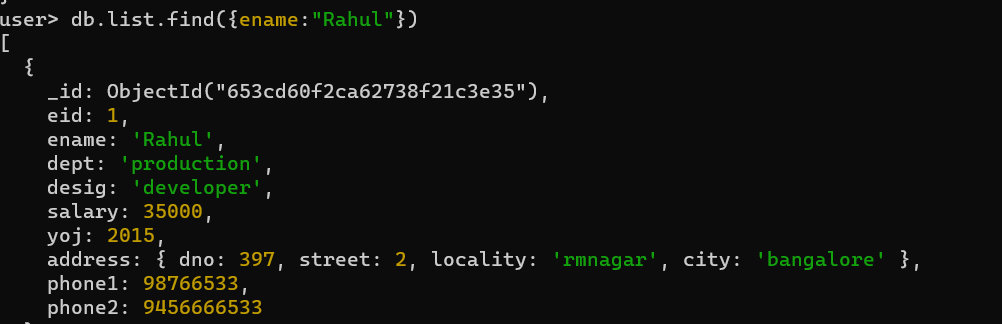 user> db.list.find({ename:"Rahul"})
[
  {
    _id: ObjectId("653cd60f2ca62738f21c3e35"),
    eid: 1,
    ename: 'Rahul',
    dept: 'production',
    desig: 'developer',
    salary: 35000,
    yoj: 2015,
    address: { dno: 397, street: 2, locality: 'rmnagar', city: 'bangalore' },
    phone1: 98766533,
    phone2: 9456666533